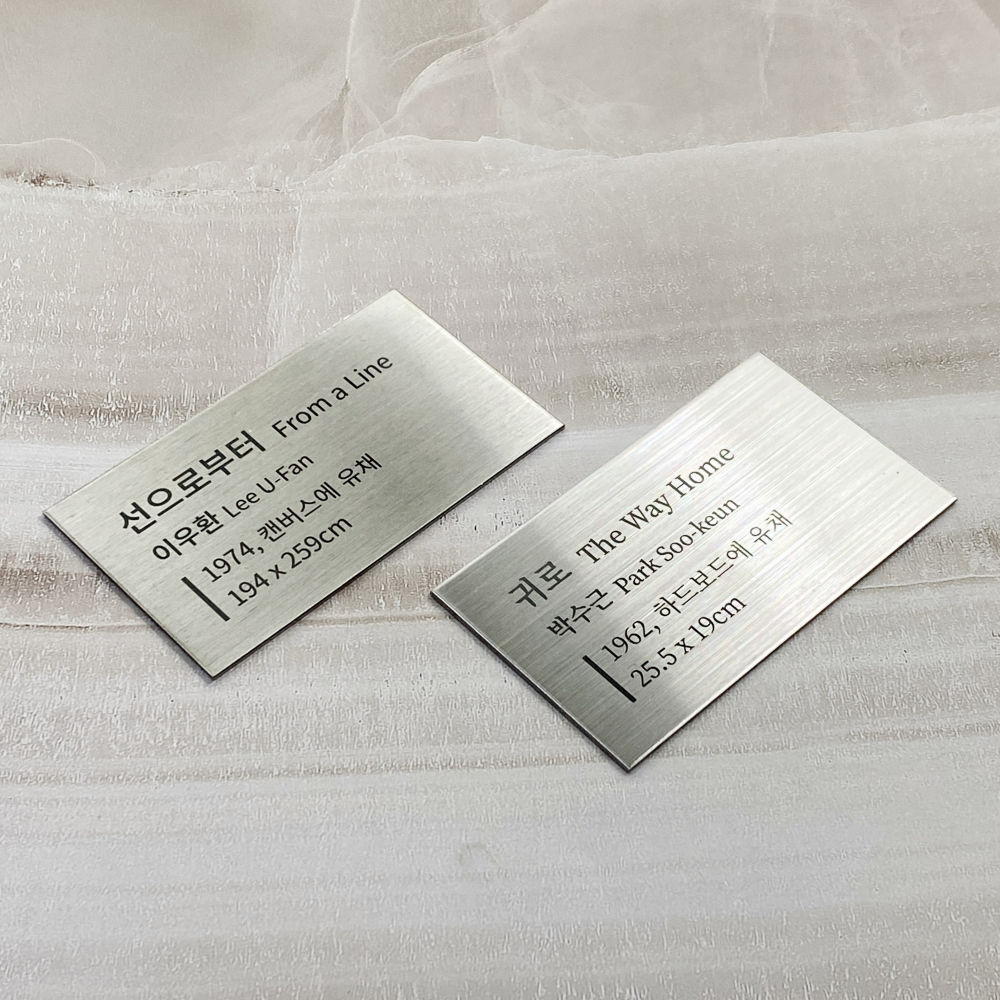 선으로부터 From a Line
이우환 Lee U-Fan
1974, 캔버스에 유채
194 x 259cm
귀로 The Way Home
박수근 Park Soo-keun
1962, 하드보드에 유채
25.5 x 19cm